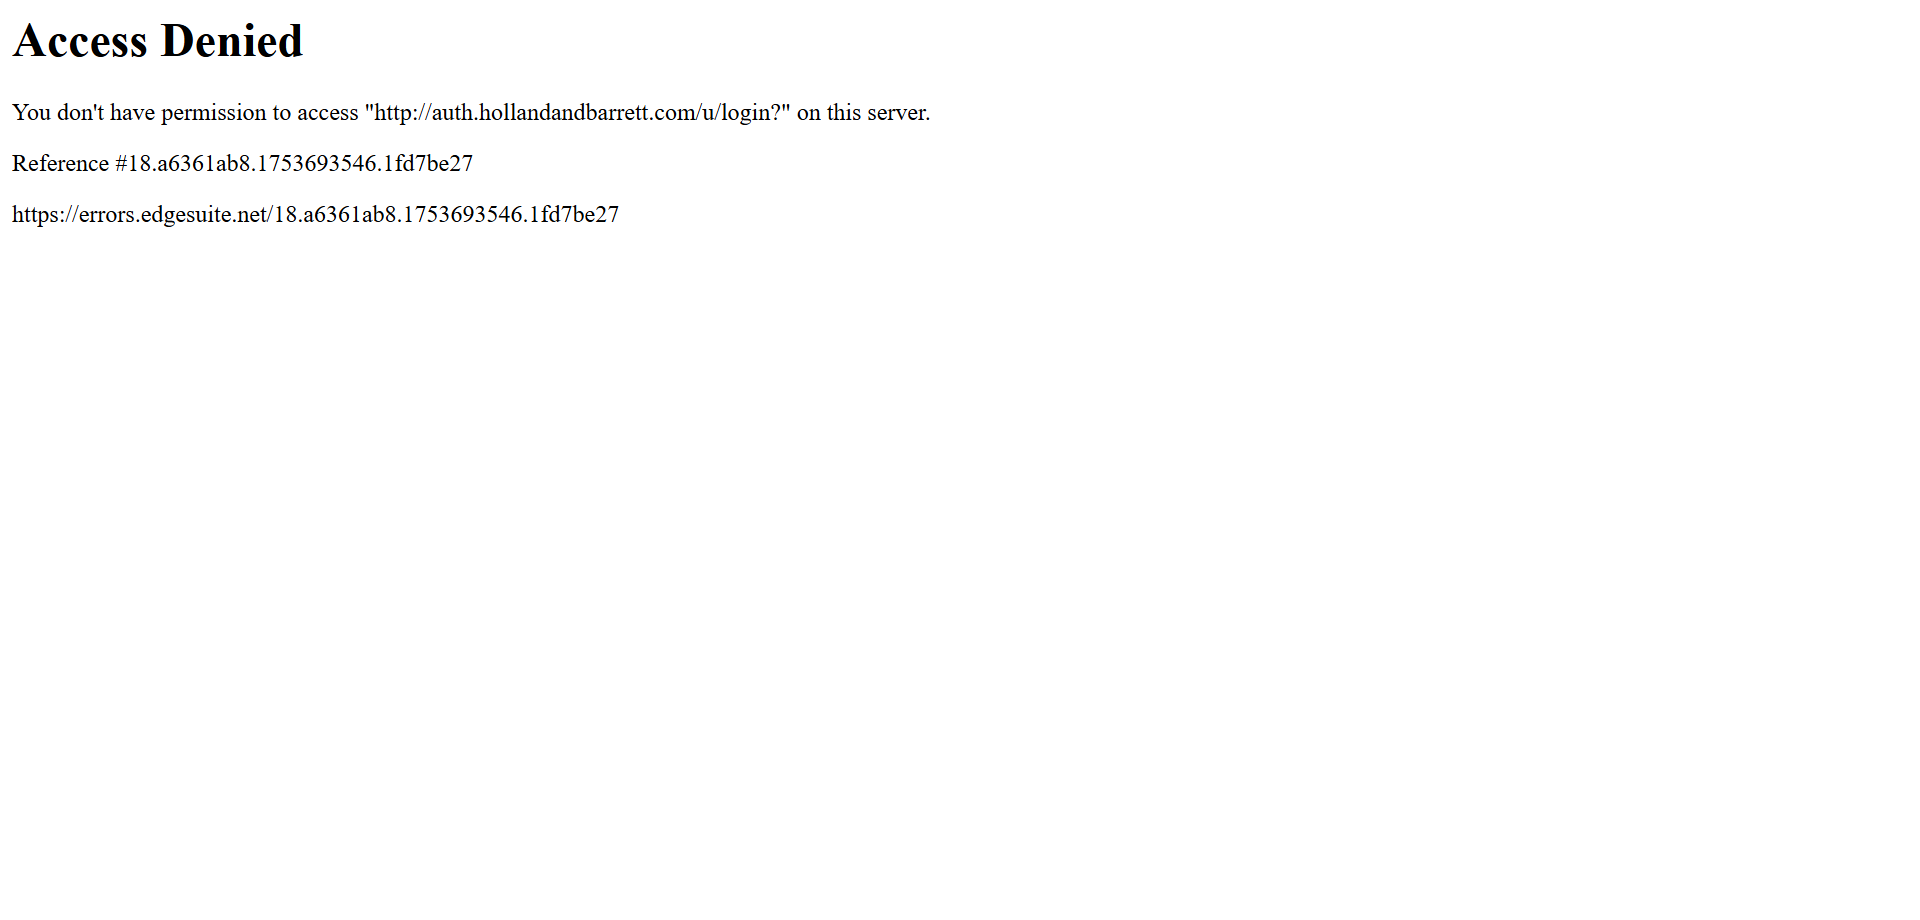 Access Denied
You don't have permission to access "http://auth.hollandandbarrett.com/u/login?" on this server.
Reference #18.a6361ab8.1753693546.1fd7be27
https://errors.edgesuite.net/18.a6361ab8.1753693546.1fd7be27